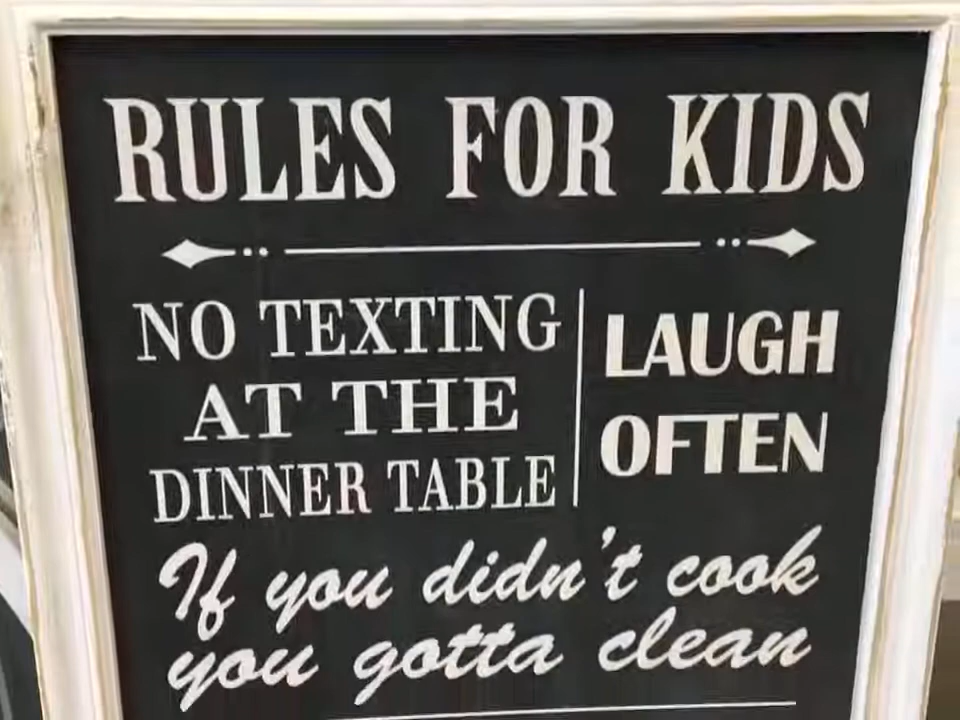 RULES FOR KIDS
NO TEXTING
AT THE
DINNER TABLE
LAUGH
OFTEN
If you didn't cook
you gotta clean